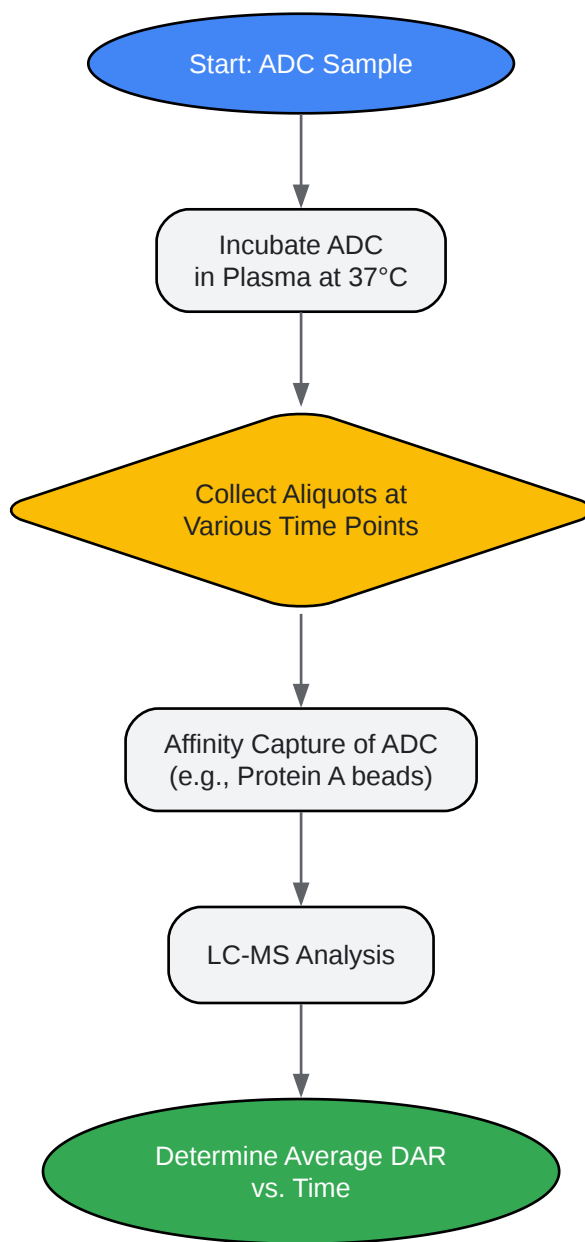 Start: ADC Sample
Incubate ADC
in Plasma at 37°C
Collect Aliquots at
Various Time Points
Affinity Capture of ADC
(e.g., Protein A beads)
LC-MS Analysis
Determine Average DAR
vs. Time